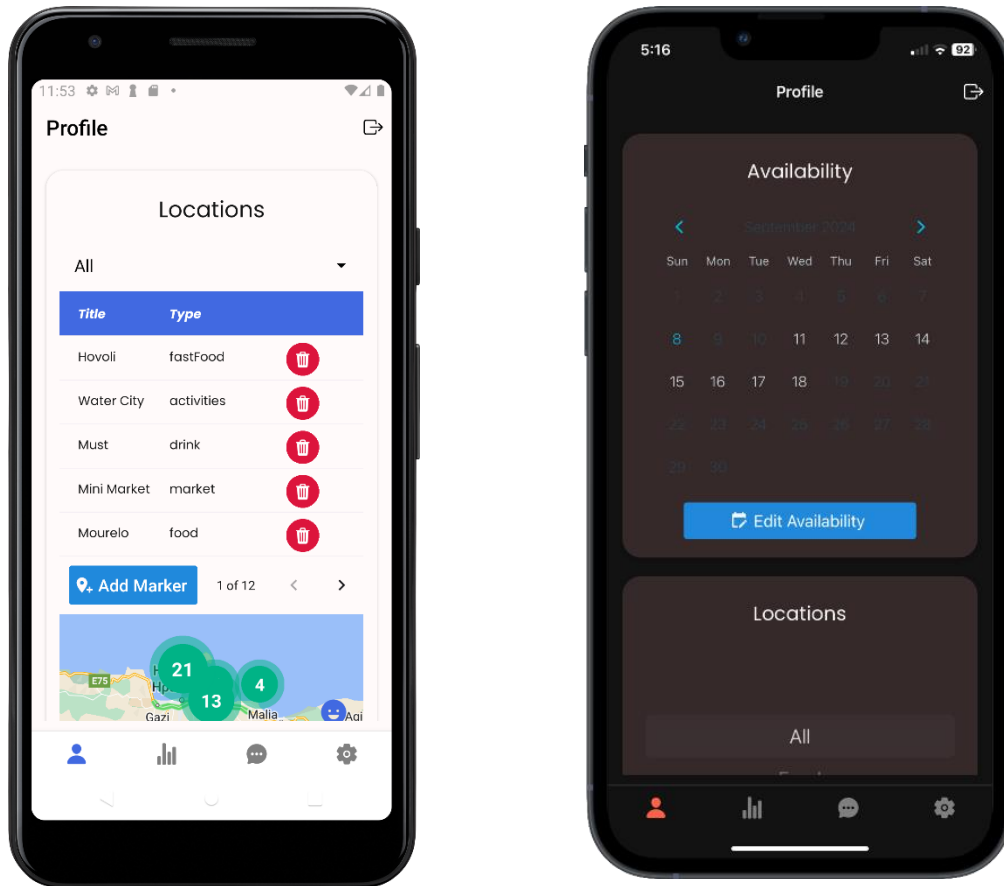 11:53
Profile
Locations
All
Title Type
Hovoli fastFood
Water City activities
Must drink
Mini Market market
Mourelo food
Add Marker 1 of 12
21
4
13
E75
Gazi
Malia
5:16 92
Profile
Availability
September 2024
Sun Mon Tue Wed Thu Fri Sat
1 2 3 4 5 6 7
8 9 10 11 12 13 14
15 16 17 18 19 20 21
22 23 24 25 26 27 28
29 30
Edit Availability
Locations
All